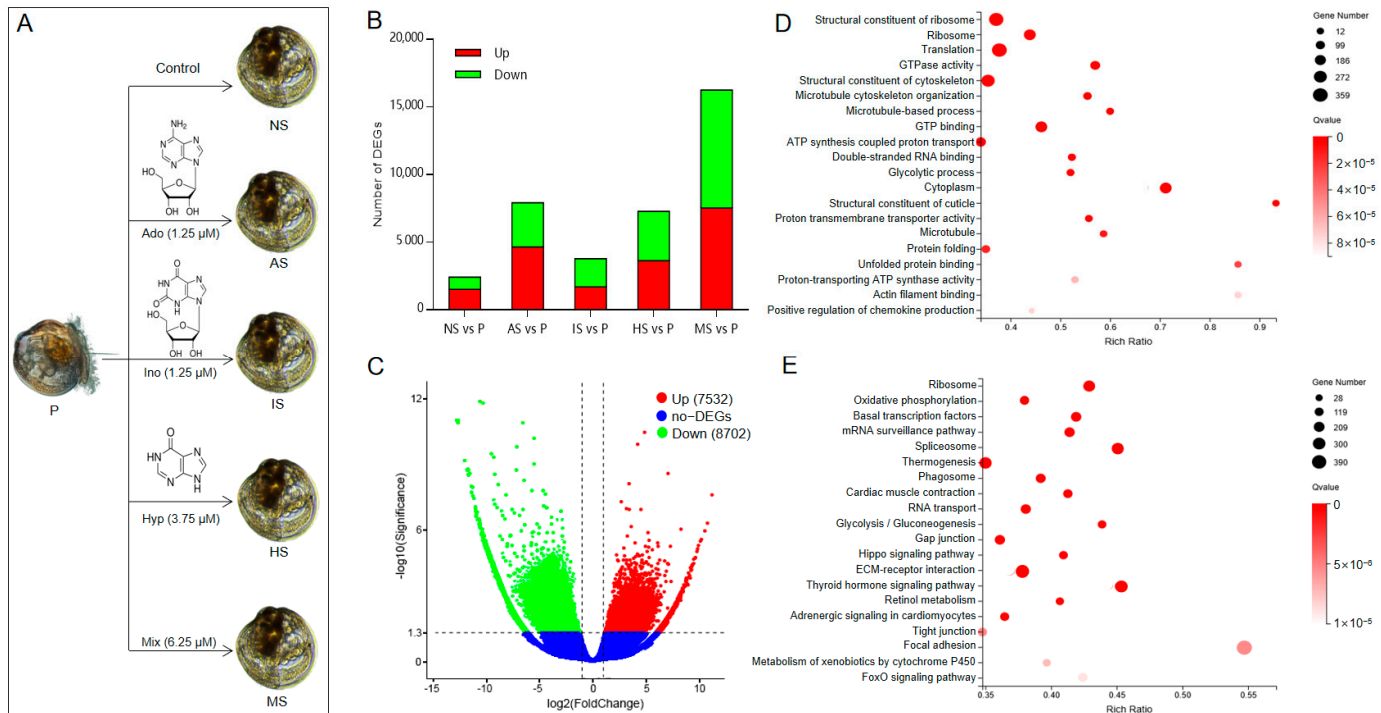 A
Control
NS
NH₂
N
N
N
N
HO
O
OH
OH
Ado (1.25 μM)
AS
O
HN
N
O
N
H
N
HO
O
OH
OH
Ino (1.25 μM)
IS
P
O
HN
N
N
N
H
Hyp (3.75 μM)
HS
Mix (6.25 μM)
MS
B
20,000
15,000
10,000
5,000
00
Number of DEGs
Up
Down
NS vs P
AS vs P
IS vs P
HS vs P
MS vs P
C
12
6
1.3
0
-log10(Significance)
Up (7532)
no-DEGs
Down (8702)
-15
-10
-5
0
5
10
log2(FoldChange)
D
Structural constituent of ribosome
Ribosome
Translation
GTPase activity
Structural constituent of cytoskeleton
Microtubule cytoskeleton organization
Microtubule-based process
GTP binding
ATP synthesis coupled proton transport
Double-stranded RNA binding
Glycolytic process
Cytoplasm
Structural constituent of cuticle
Proton transmembrane transporter activity
Microtubule
Protein folding
Unfolded protein binding
Proton-transporting ATP synthase activity
Actin filament binding
Positive regulation of chemokine production
0.4
0.5
0.6
0.7
0.8
0.9
Rich Ratio
Gene Number
12
99
186
272
359
Qvalue
0
2×10⁻⁵
4×10⁻⁵
6×10⁻⁵
8×10⁻⁵
E
Ribosome
Oxidative phosphorylation
Basal transcription factors
mRNA surveillance pathway
Spliceosome
Thermogenesis
Phagosome
Cardiac muscle contraction
RNA transport
Glycolysis / Gluconeogenesis
Gap junction
Hippo signaling pathway
ECM-receptor interaction
Thyroid hormone signaling pathway
Retinol metabolism
Adrenergic signaling in cardiomyocytes
Tight junction
Focal adhesion
Metabolism of xenobiotics by cytochrome P450
FoxO signaling pathway
0.35
0.40
0.45
0.50
0.55
Rich Ratio
Gene Number
28
119
209
300
390
Qvalue
0
5×10⁻⁶
1×10⁻⁵